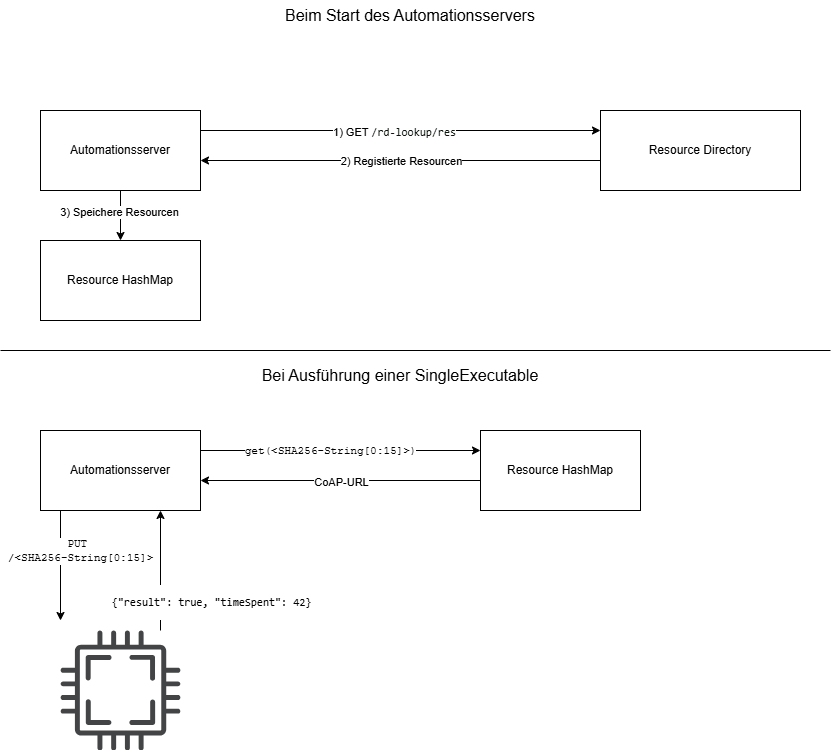 Beim Start des Automationsservers
Automationsserver
1) GET /rd-lookup/res
Resource Directory
2) Registierte Resourcen
3) Speichere Resourcen
Resource HashMap
Bei Ausführung einer SingleExecutable
Automationsserver
get(<SHA256-String[0:15]>)
Resource HashMap
CoAP-URL
PUT
/<SHA256-String[0:15]>
{"result": true, "timeSpent": 42}